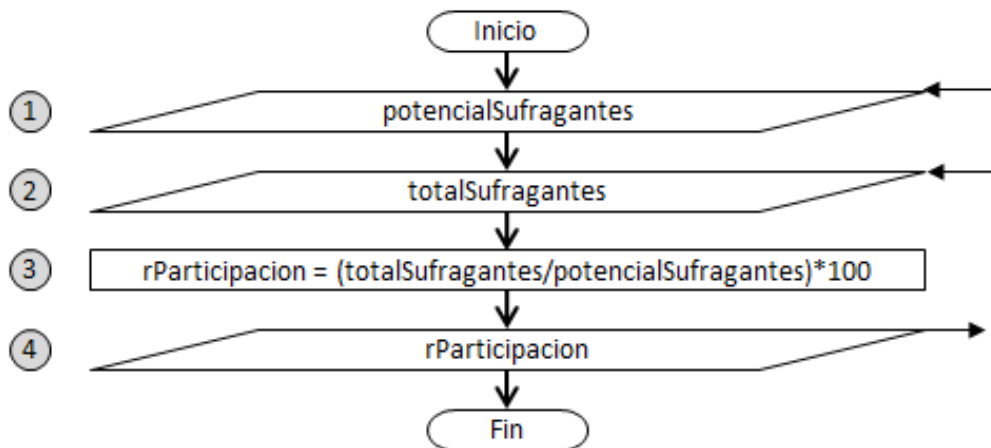 Inicio
1 potencialSufragantes
2 totalSufragantes
3 rParticipacion = (totalSufragantes/potencialSufragantes)*100
4 rParticipacion
Fin